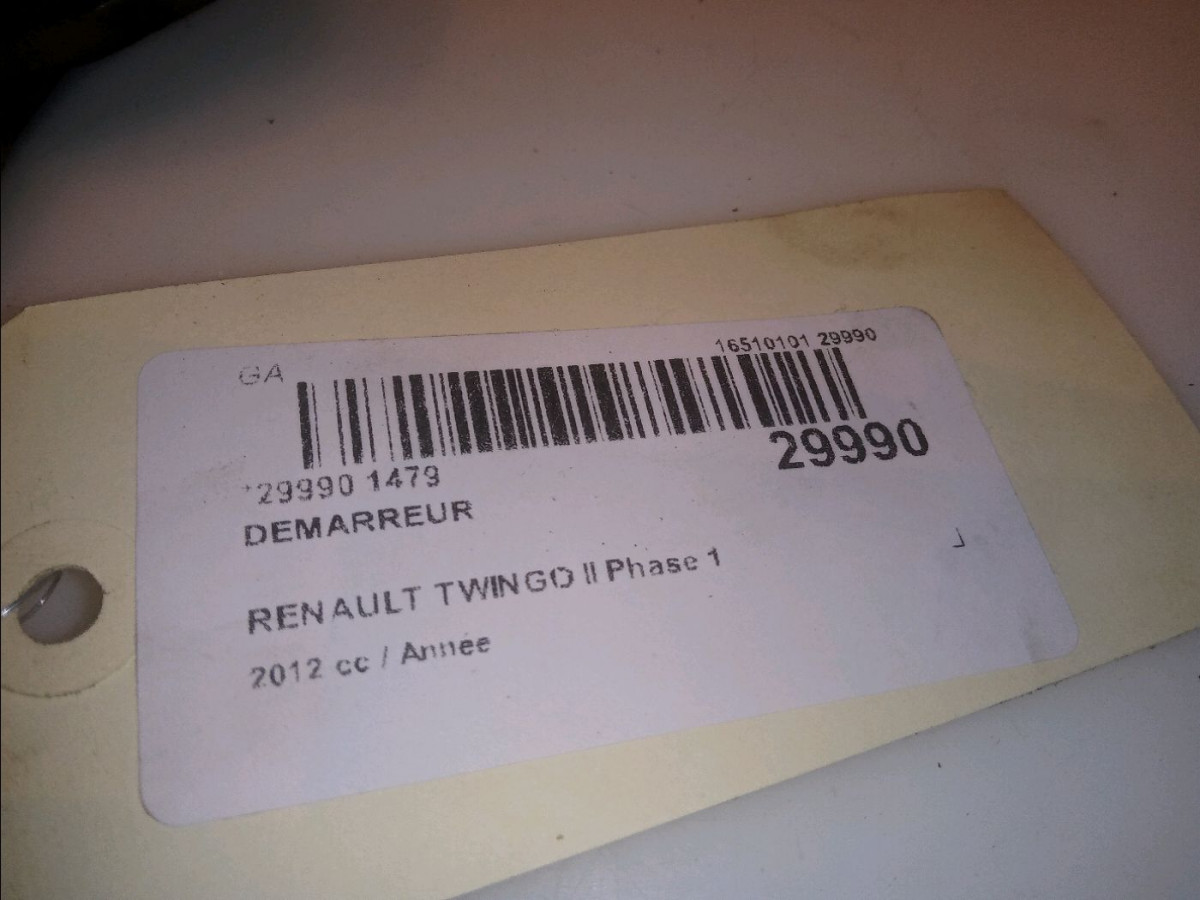 16510101 29990
GA
29990
*29990 1479
DEMARREUR
RENAULT TWINGO II Phase 1
2012 cc / Année